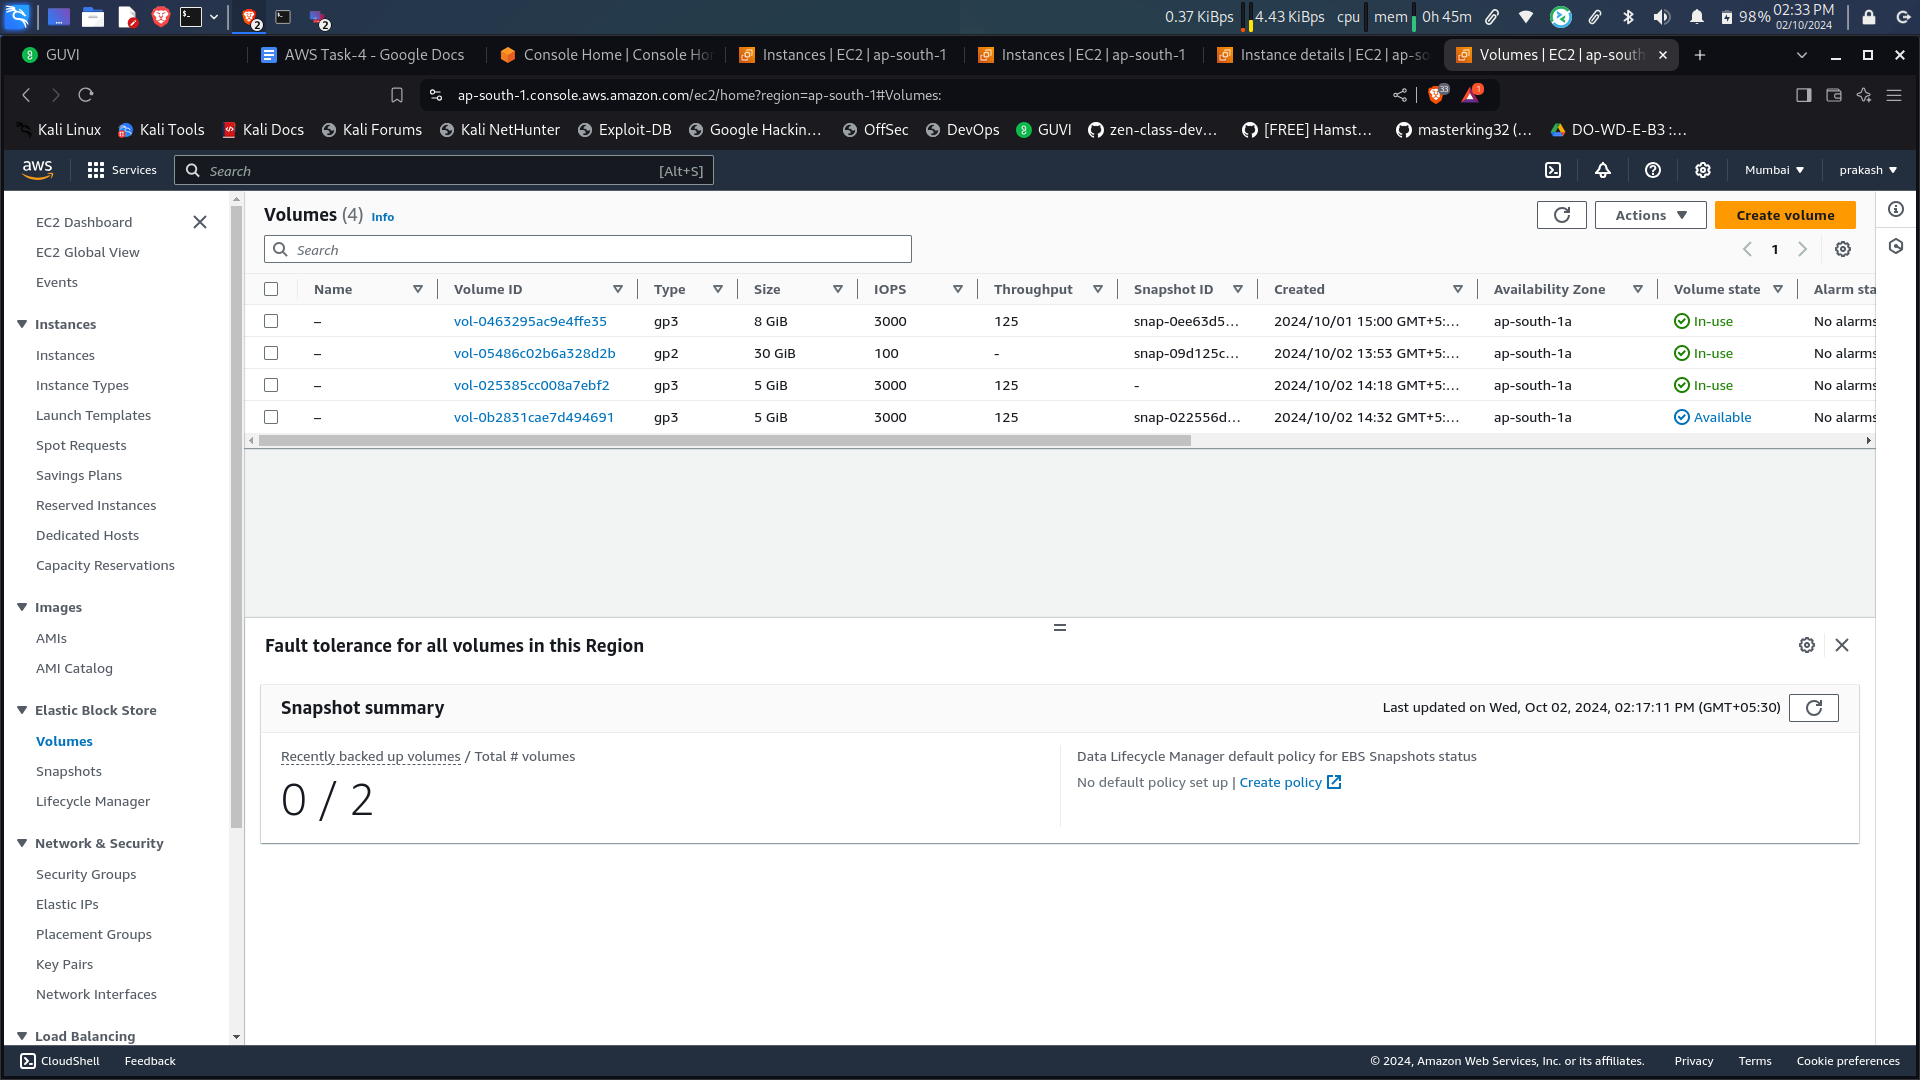 0.37 KiBps 4.43 KiBps cpu mem 0h 45m 98% 02:33 PM
02/10/2024
2 2
GUVI AWS Task-4 - Google Docs Console Home | Console Hor Instances | EC2 | ap-south-1 Instances | EC2 | ap-south-1 Instance details | EC2 | ap-so Volumes | EC2 | ap-south
ap-south-1.console.aws.amazon.com/ec2/home?region=ap-south-1#Volumes: 33 1
Kali Linux Kali Tools Kali Docs Kali Forums Kali NetHunter Exploit-DB Google Hackin... OffSec DevOps GUVI zen-class-dev... [FREE] Hamst... masterking32 (... DO-WD-E-B3 :...
aws Services Search [Alt+S] Mumbai prakash
EC2 Dashboard
EC2 Global View
Events
Instances
Instances
Instance Types
Launch Templates
Spot Requests
Savings Plans
Reserved Instances
Dedicated Hosts
Capacity Reservations
Images
AMIs
AMI Catalog
Elastic Block Store
Volumes
Snapshots
Lifecycle Manager
Network & Security
Security Groups
Elastic IPs
Placement Groups
Key Pairs
Network Interfaces
Load Balancing
Volumes (4) Info Actions Create volume
Search 1
Name Volume ID Type Size IOPS Throughput Snapshot ID Created Availability Zone Volume state Alarm sta
– vol-0463295ac9e4ffe35 gp3 8 GiB 3000 125 snap-0ee63d5... 2024/10/01 15:00 GMT+5:... ap-south-1a In-use No alarms
– vol-05486c02b6a328d2b gp2 30 GiB 100 - snap-09d125c... 2024/10/02 13:53 GMT+5:... ap-south-1a In-use No alarms
– vol-025385cc008a7ebf2 gp3 5 GiB 3000 125 - 2024/10/02 14:18 GMT+5:... ap-south-1a In-use No alarms
– vol-0b2831cae7d494691 gp3 5 GiB 3000 125 snap-022556d... 2024/10/02 14:32 GMT+5:... ap-south-1a Available No alarms
Fault tolerance for all volumes in this Region
Snapshot summary Last updated on Wed, Oct 02, 2024, 02:17:11 PM (GMT+05:30)
Recently backed up volumes / Total # volumes
0 / 2
Data Lifecycle Manager default policy for EBS Snapshots status
No default policy set up | Create policy
CloudShell Feedback © 2024, Amazon Web Services, Inc. or its affiliates. Privacy Terms Cookie preferences